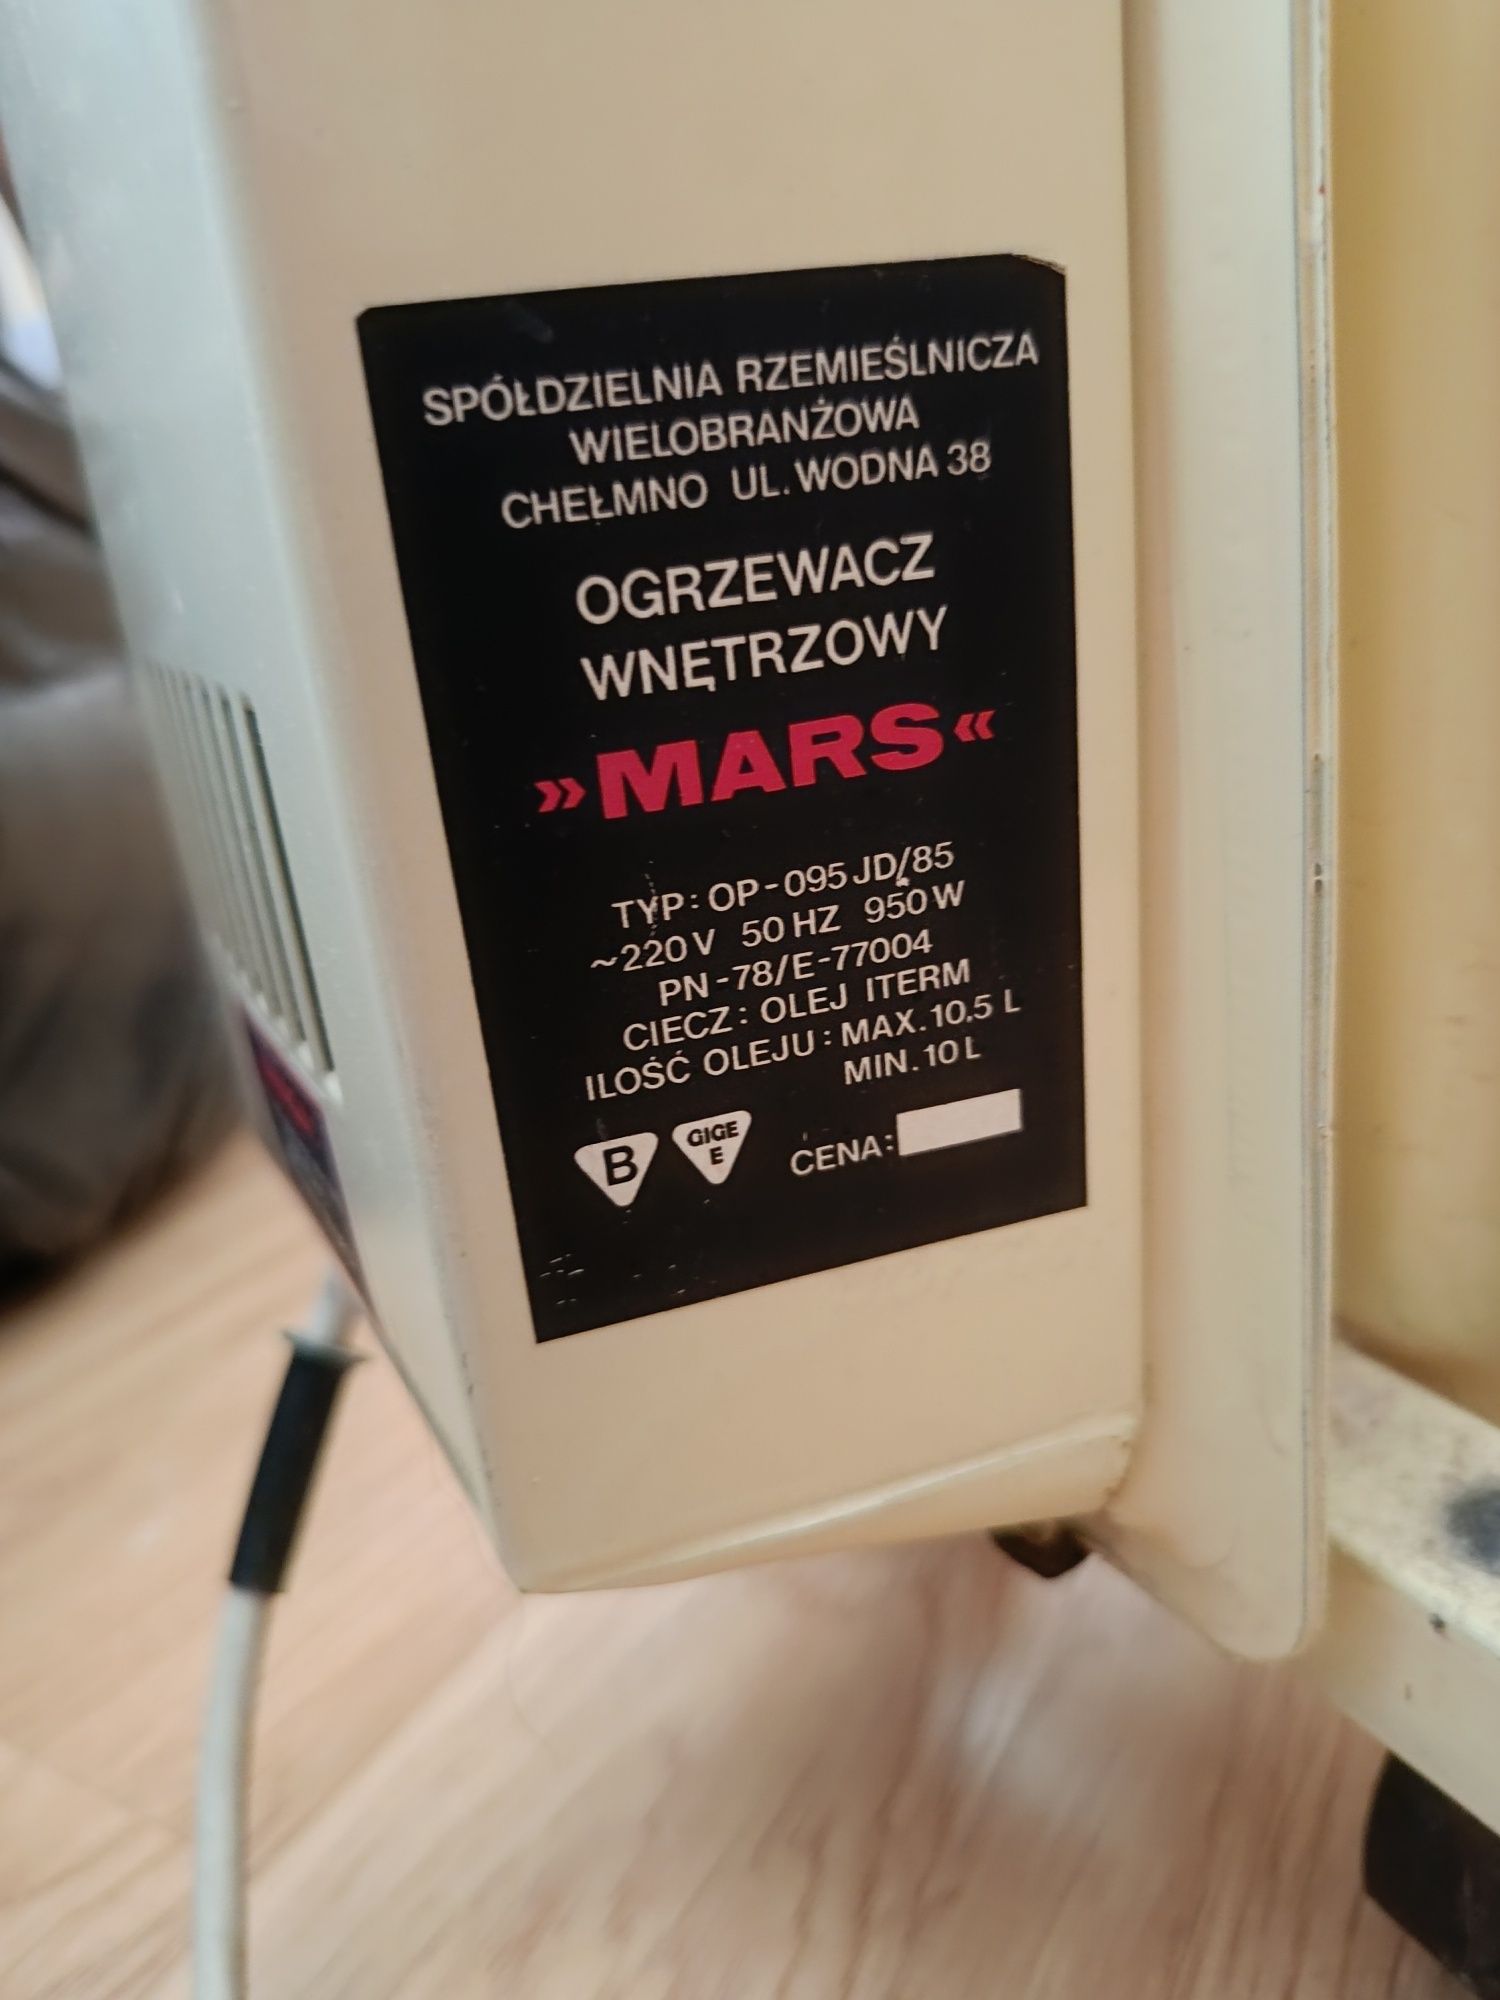 SPÓŁDZIELNIA RZEMIEŚLNICZA
WIELOBRANŻOWA
CHEŁMNO UL. WODNA 38
OGRZEWACZ
WNĘTRZOWY
»MARS«
TYP: OP-095 JD/85
~220V 50 HZ 950 W
PN-78/E-77004
CIECZ: OLEJ ITERM
ILOŚĆ OLEJU: MAX. 10.5 L
MIN. 10 L
B GIGE E CENA: